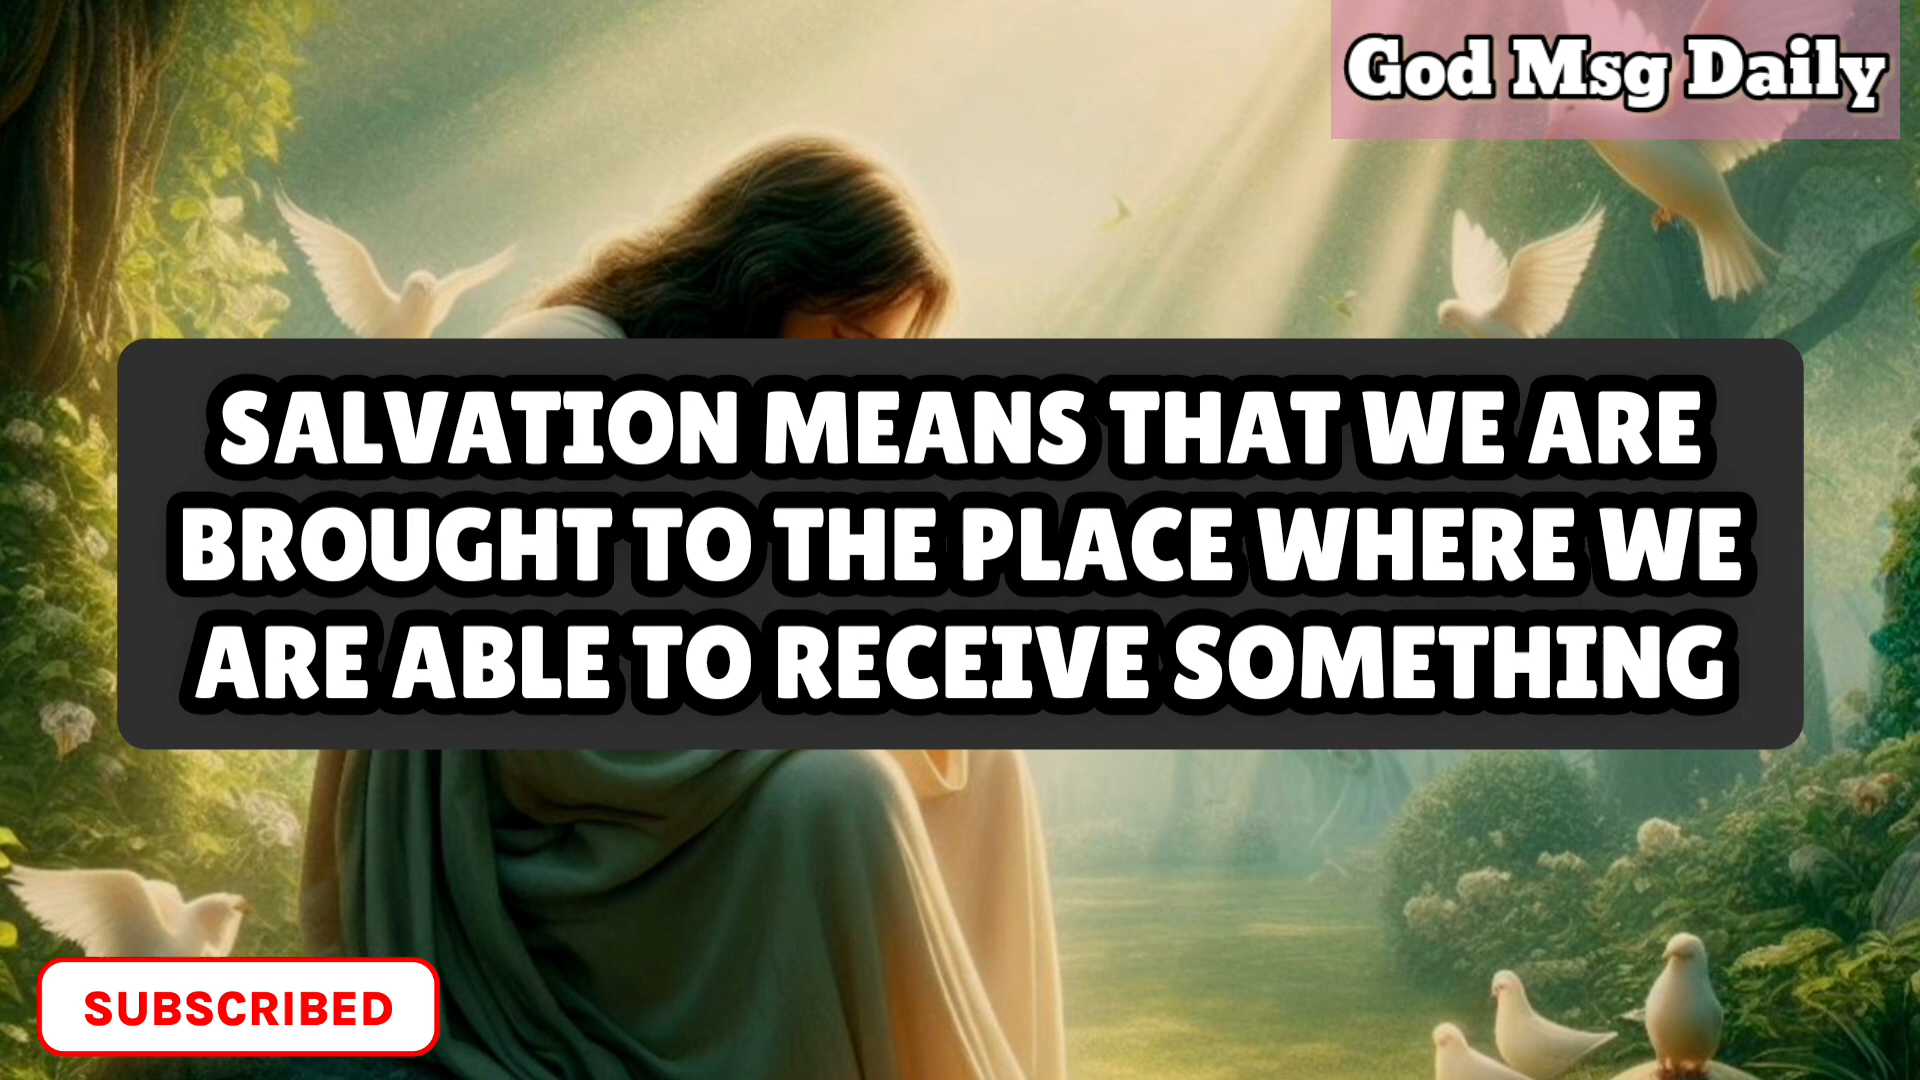 God Msg Daily
SALVATION MEANS THAT WE ARE
BROUGHT TO THE PLACE WHERE WE
ARE ABLE TO RECEIVE SOMETHING
SUBSCRIBED